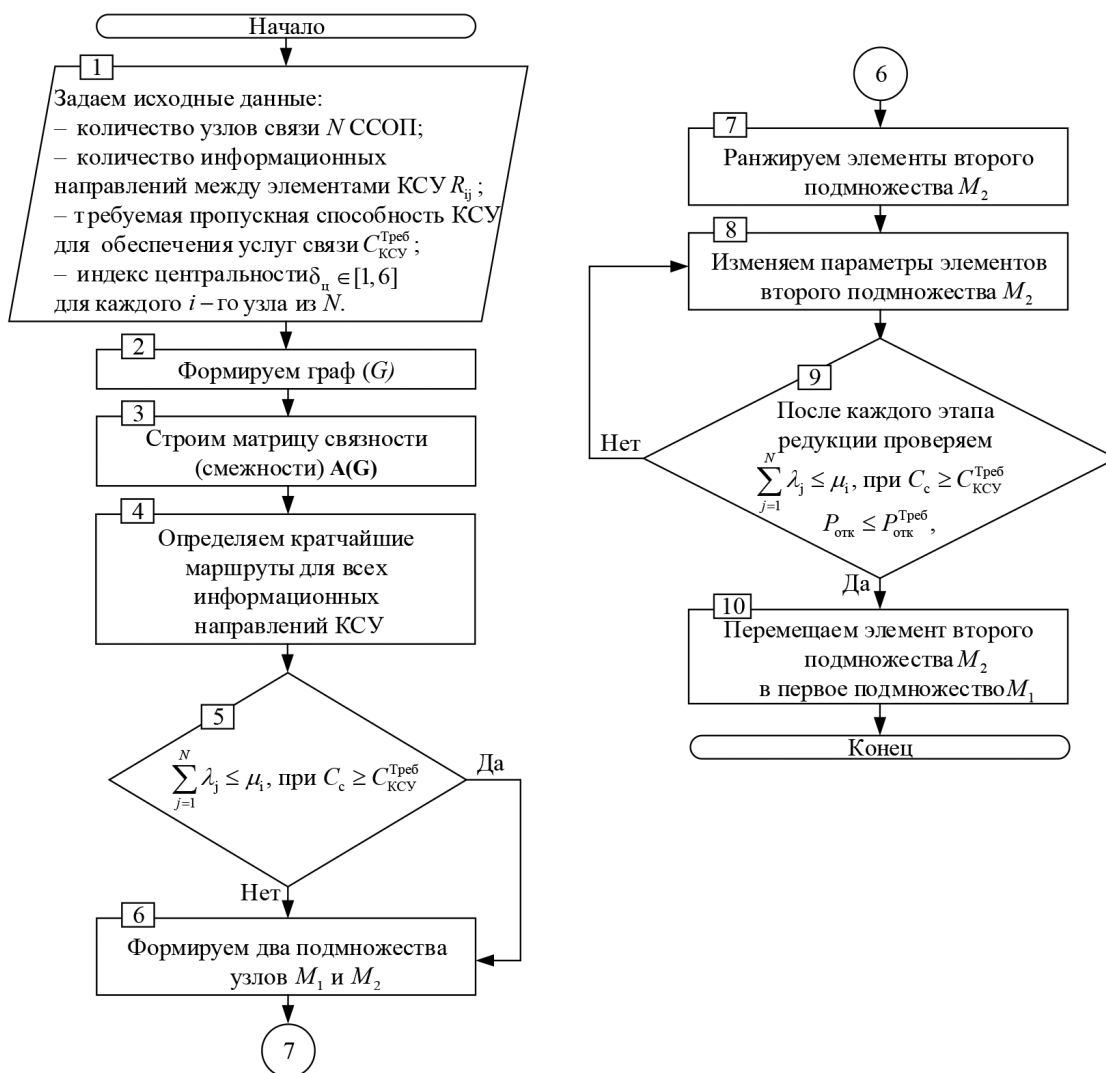 Начало
1
Задаем исходные данные:
– количество узлов связи N ССОП;
– количество информационных
направлений между элементами КСУ R_ij ;
– требуемая пропускная способность КСУ
для обеспечения услуг связи C_КСУ^Треб ;
– индекс центральности δ_ц ∈ [1, 6]
для каждого i – го узла из N.
2
Формируем граф (G)
3
Строим матрицу связности
(смежности) A(G)
4
Определяем кратчайшие
маршруты для всех
информационных
направлений КСУ
5
∑_{j=1}^{N} λ_j ≤ μ_i, при C_c ≥ C_КСУ^Треб
Да
Нет
6
Формируем два подмножества
узлов M_1 и M_2
7
6
7
Ранжируем элементы второго
подмножества M_2
8
Изменяем параметры элементов
второго подмножества M_2
9
После каждого этапа
редукции проверяем
Нет
∑_{j=1}^{N} λ_j ≤ μ_i, при C_c ≥ C_КСУ^Треб
P_отк ≤ P_отк^Треб ,
Да
10
Перемещаем элемент второго
подмножества M_2
в первое подмножество M_1
Конец